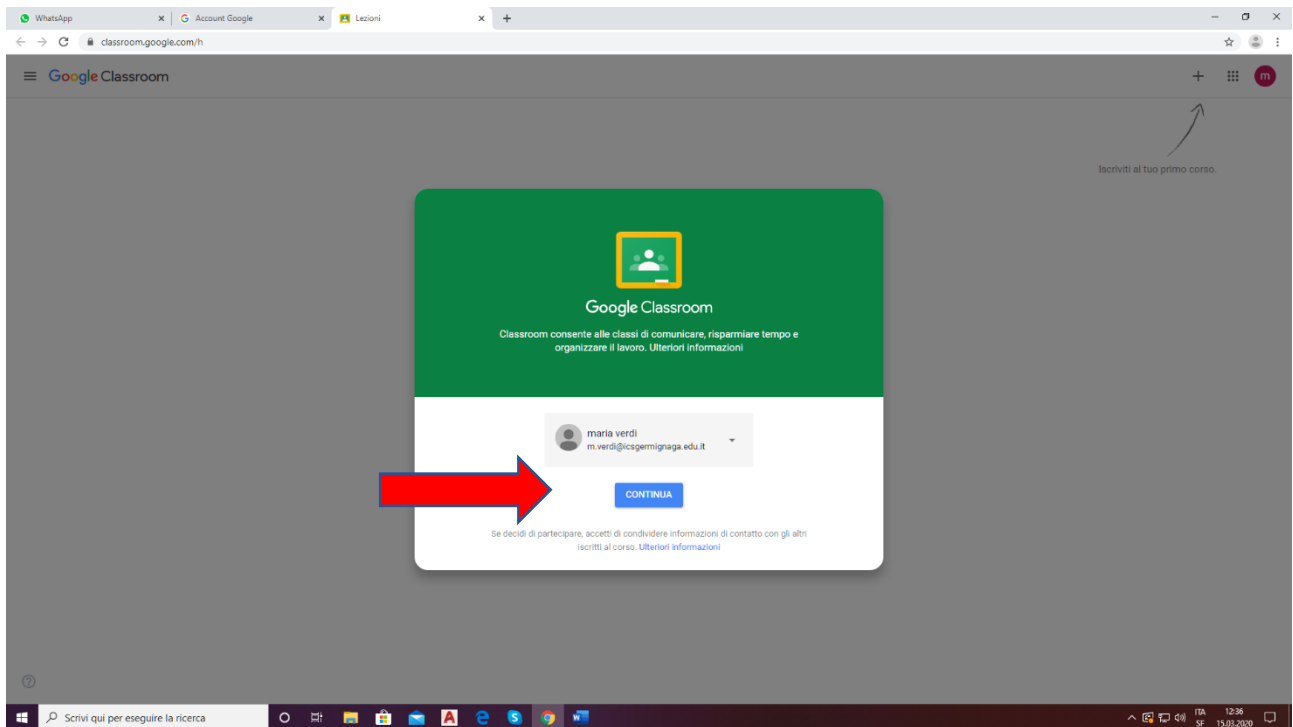 WhatsApp
Account Google
Lezioni
classroom.google.com/h
Google Classroom
m
Iscriviti al tuo primo corso.
Google Classroom
Classroom consente alle classi di comunicare, risparmiare tempo e
organizzare il lavoro. Ulteriori informazioni
maria verdi
m.verdi@icsgermignaga.edu.it
CONTINUA
Se decidi di partecipare, accetti di condividere informazioni di contatto con gli altri
iscritti al corso. Ulteriori informazioni
Scrivi qui per eseguire la ricerca
ITA
SF
12:36
15.03.2020